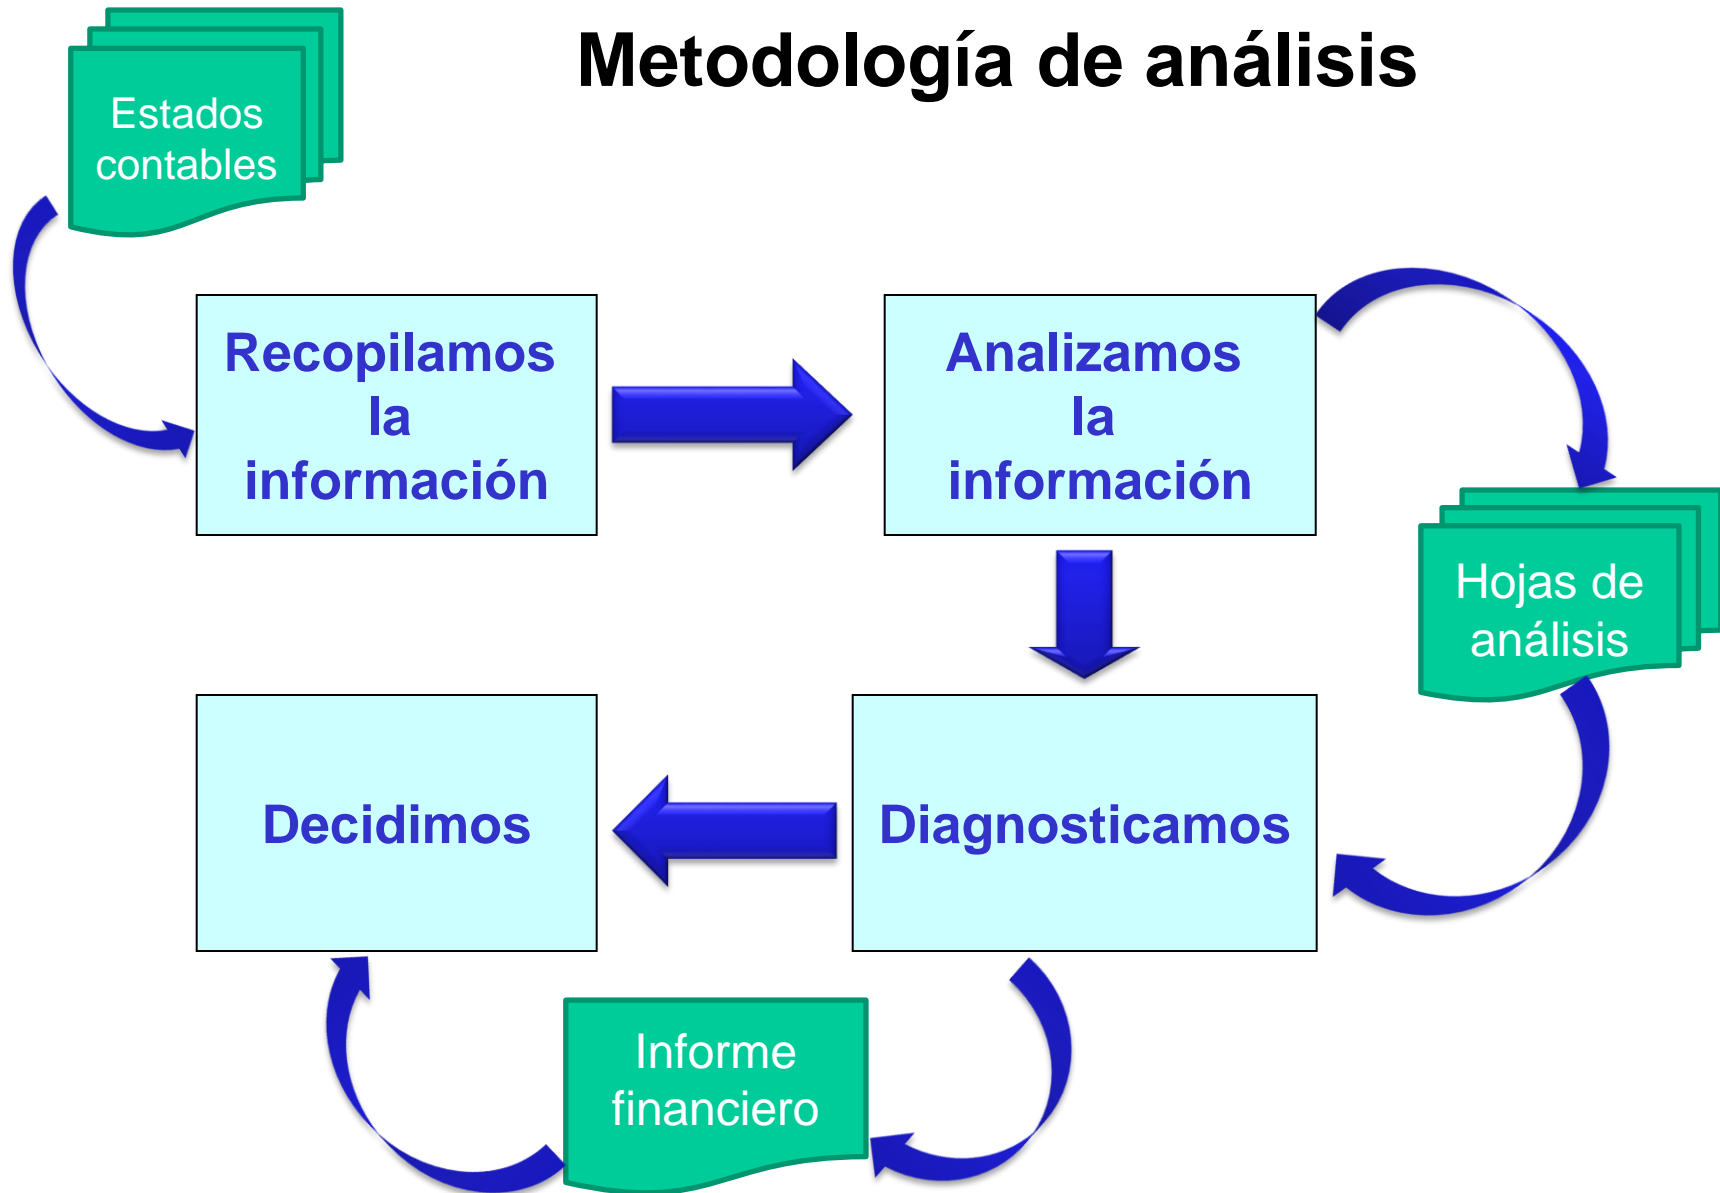 Metodología de análisis
Estados
contables
Recopilamos
la
información
Analizamos
la
información
Hojas de
análisis
Decidimos
Diagnosticamos
Informe
financiero